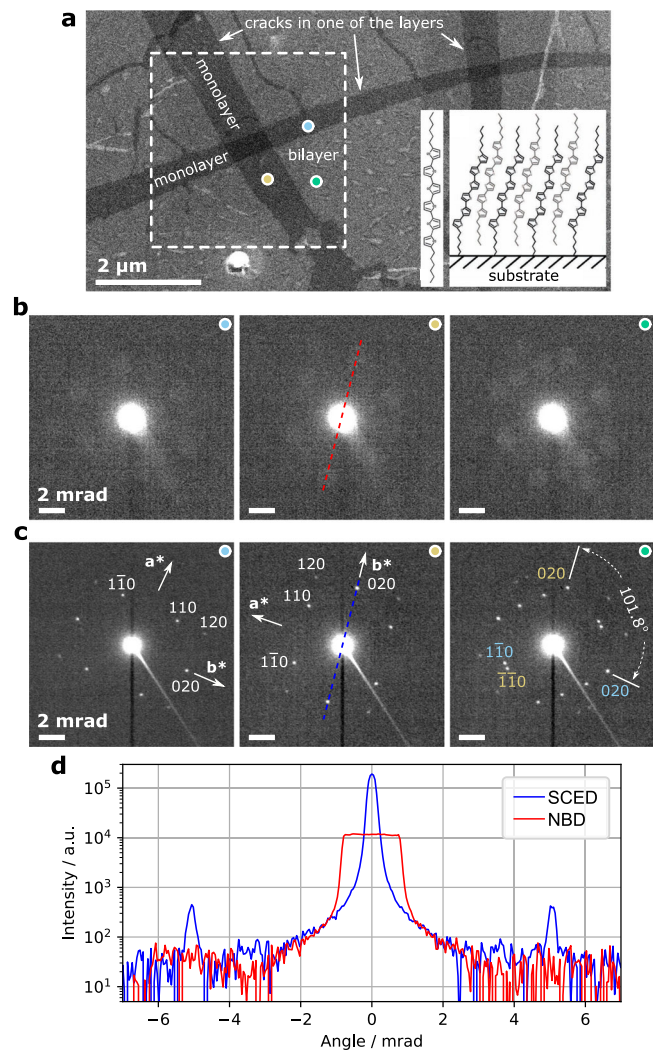 a
cracks in one of the layers
monolayer
monolayer
bilayer
2 μm
substrate
b
2 mrad
c
a*
11̅0
110
120
020
b*
2 mrad
b*
120
020
110
a*
11̅0
020
101.8°
11̅0
1̅1̅0
020
d
SCED
NBD
Intensity / a.u.
10⁵
10⁴
10³
10²
10¹
−6
−4
−2
0
2
4
6
Angle / mrad